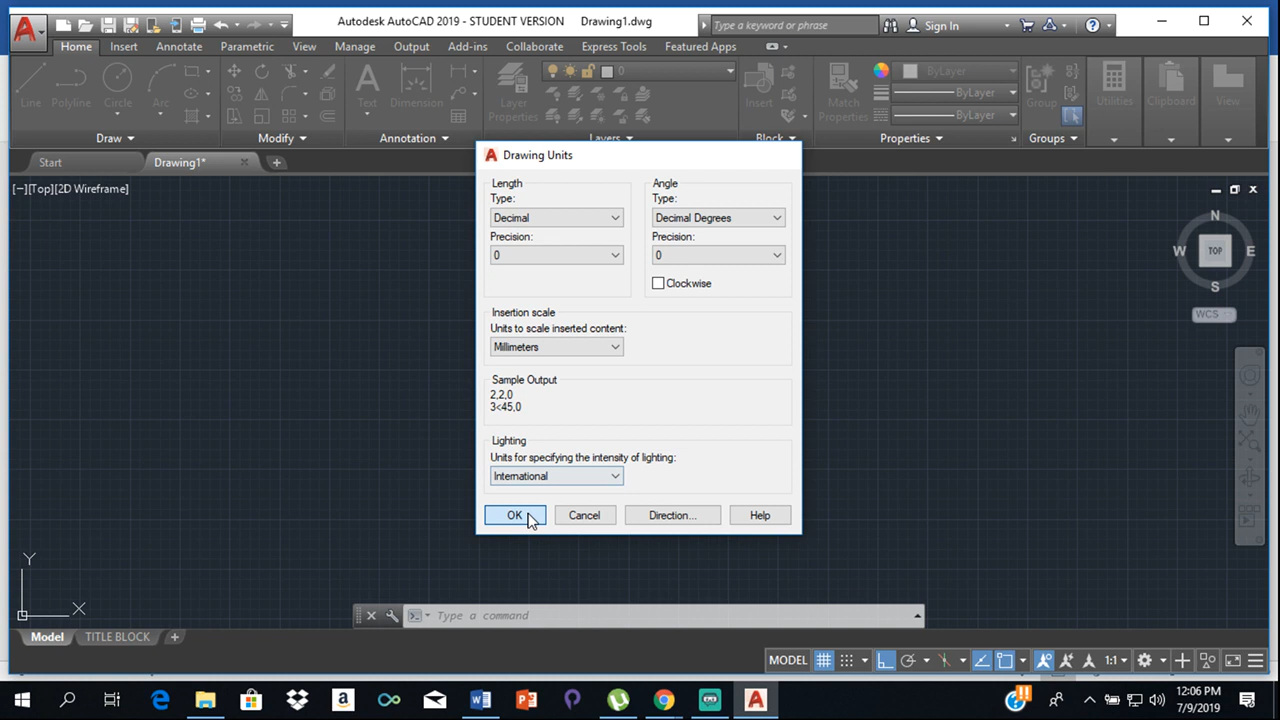 Autodesk AutoCAD 2019 - STUDENT VERSION Drawing1.dwg
Type a keyword or phrase
Sign In
Home Insert Annotate Parametric View Manage Output Add-ins Collaborate Express Tools Featured Apps
Line Polyline Circle Arc
Text Dimension
Layer Properties
0
Insert
Match Properties
ByLayer
ByLayer
ByLayer
Group
Utilities
Clipboard
View
Draw Modify Annotation Layers Block Properties Groups
Start Drawing1*
[−][Top][2D Wireframe]
Drawing Units
Length
Type:
Decimal
Precision:
0
Angle
Type:
Decimal Degrees
Precision:
0
Clockwise
Insertion scale
Units to scale inserted content:
Millimeters
Sample Output
2,2,0
3<45,0
Lighting
Units for specifying the intensity of lighting:
International
OK Cancel Direction... Help
N
W TOP E
S
WCS
Y
X
Type a command
Model TITLE BLOCK
MODEL
1:1
12:06 PM
7/9/2019